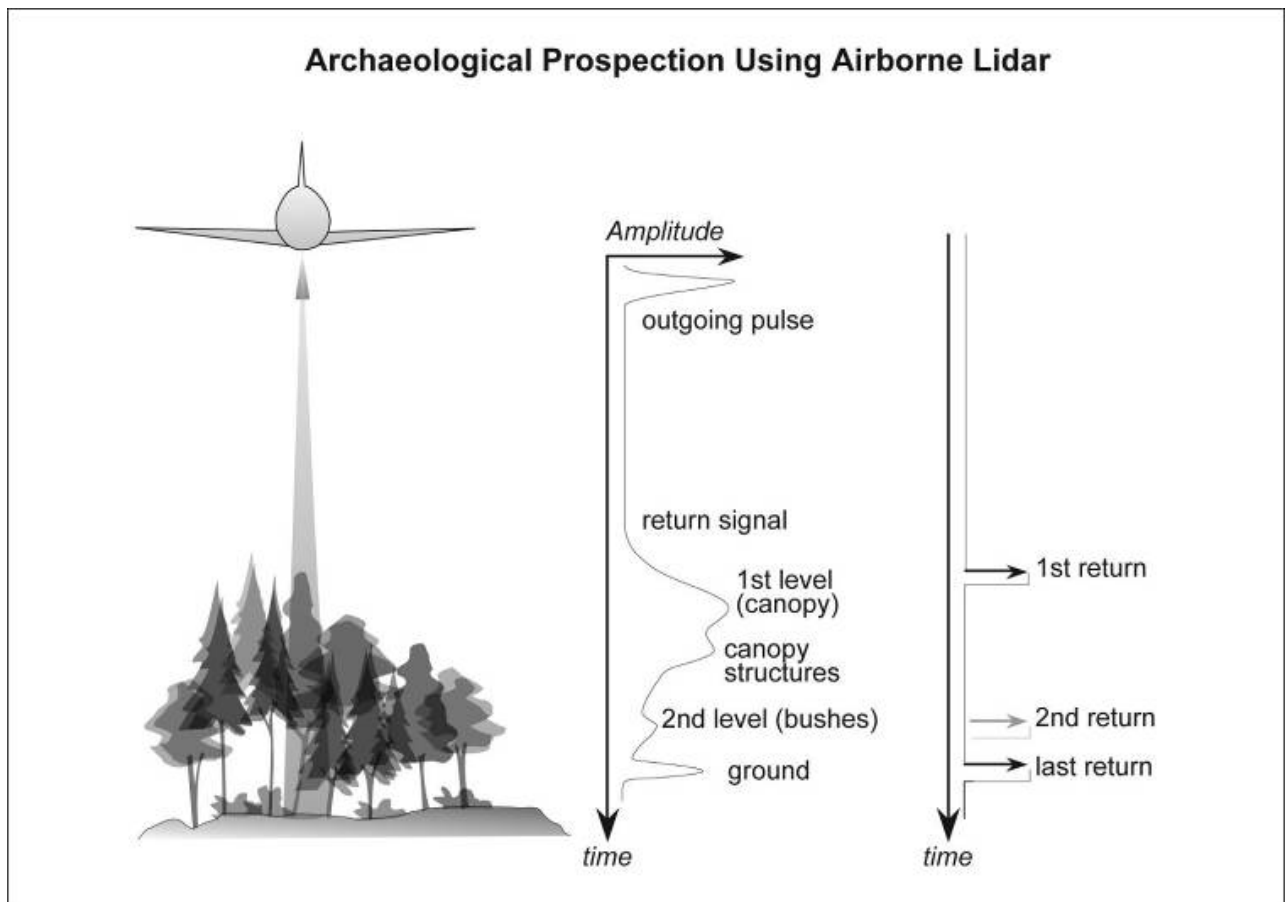 Archaeological Prospection Using Airborne Lidar
Amplitude
outgoing pulse
return signal
1st level
(canopy)
canopy
structures
2nd level (bushes)
ground
time
1st return
2nd return
last return
time